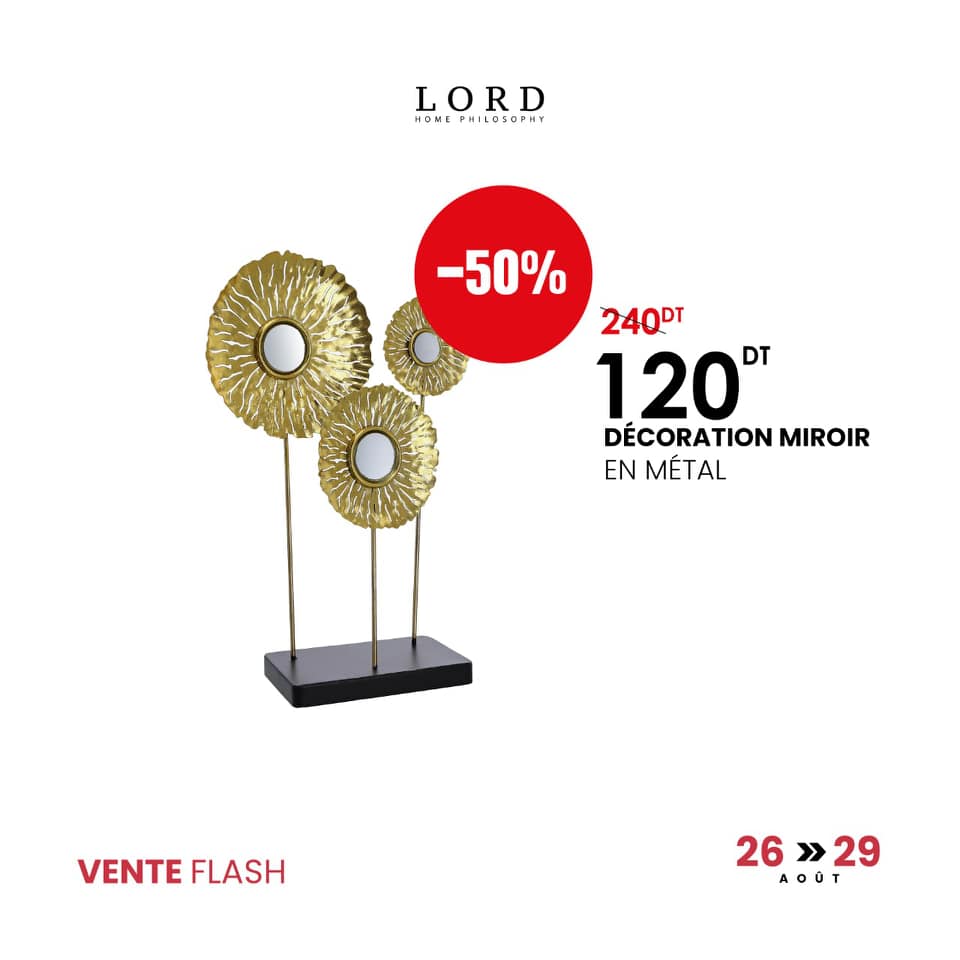 LORD
HOME PHILOSOPHY
-50%
240DT
120DT
DÉCORATION MIROIR
EN MÉTAL
VENTE FLASH
26 » 29
AOÛT